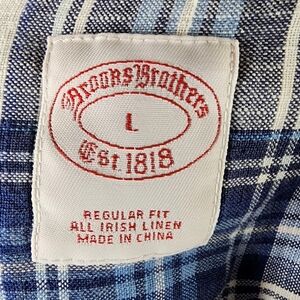 Brooks Brothers
L
Est. 1818
REGULAR FIT
ALL IRISH LINEN
MADE IN CHINA